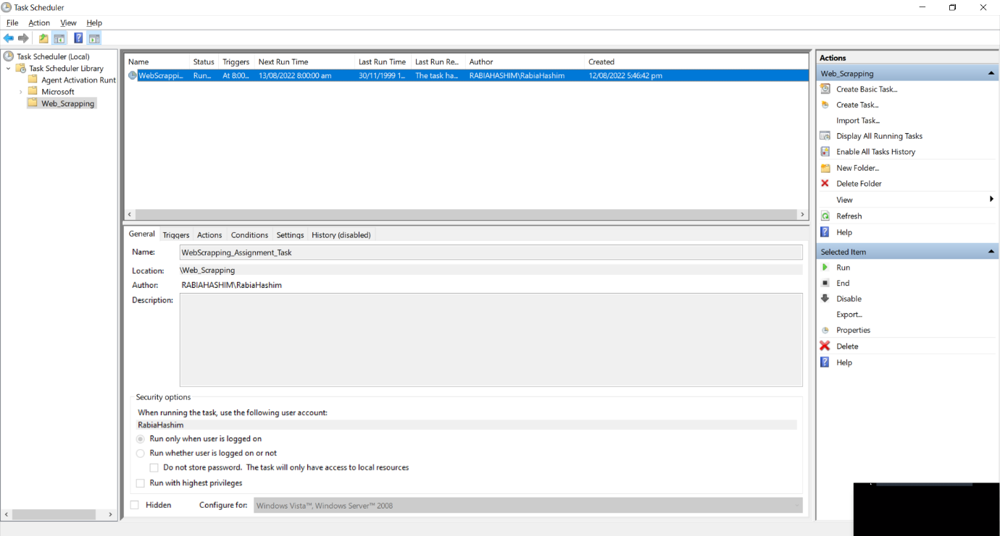 Task Scheduler
File Action View Help
Task Scheduler (Local)
Task Scheduler Library
Agent Activation Runt
Microsoft
Web_Scrapping
Name Status Triggers Next Run Time Last Run Time Last Run Re... Author Created
WebScrappi... Run... At 8:00... 13/08/2022 8:00:00 am 30/11/1999 1... The task ha... RABIAHASHIM\RabiaHashim 12/08/2022 5:46:42 pm
General Triggers Actions Conditions Settings History (disabled)
Name: WebScrapping_Assignment_Task
Location: \Web_Scrapping
Author: RABIAHASHIM\RabiaHashim
Description:
Security options
When running the task, use the following user account:
RabiaHashim
Run only when user is logged on
Run whether user is logged on or not
Do not store password. The task will only have access to local resources
Run with highest privileges
Hidden Configure for: Windows Vista™, Windows Server™ 2008
Actions
Web_Scrapping
Create Basic Task...
Create Task...
Import Task...
Display All Running Tasks
Enable All Tasks History
New Folder...
Delete Folder
View
Refresh
Help
Selected Item
Run
End
Disable
Export...
Properties
Delete
Help